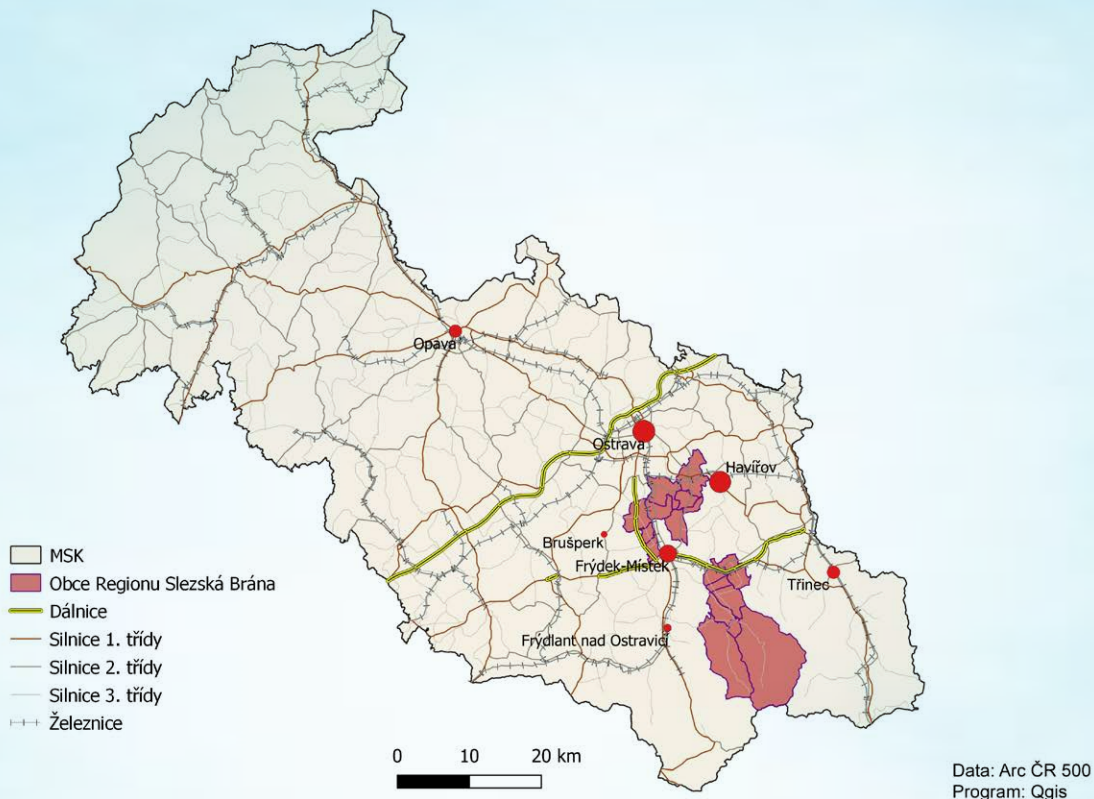 Opava
Ostrava
Havířov
Brušperk
Frýdek-Místek
Třinec
Frýdlant nad Ostravicí
MSK
Obce Regionu Slezská Brána
Dálnice
Silnice 1. třídy
Silnice 2. třídy
Silnice 3. třídy
Železnice
0 10 20 km
Data: Arc ČR 500
Program: Qgis